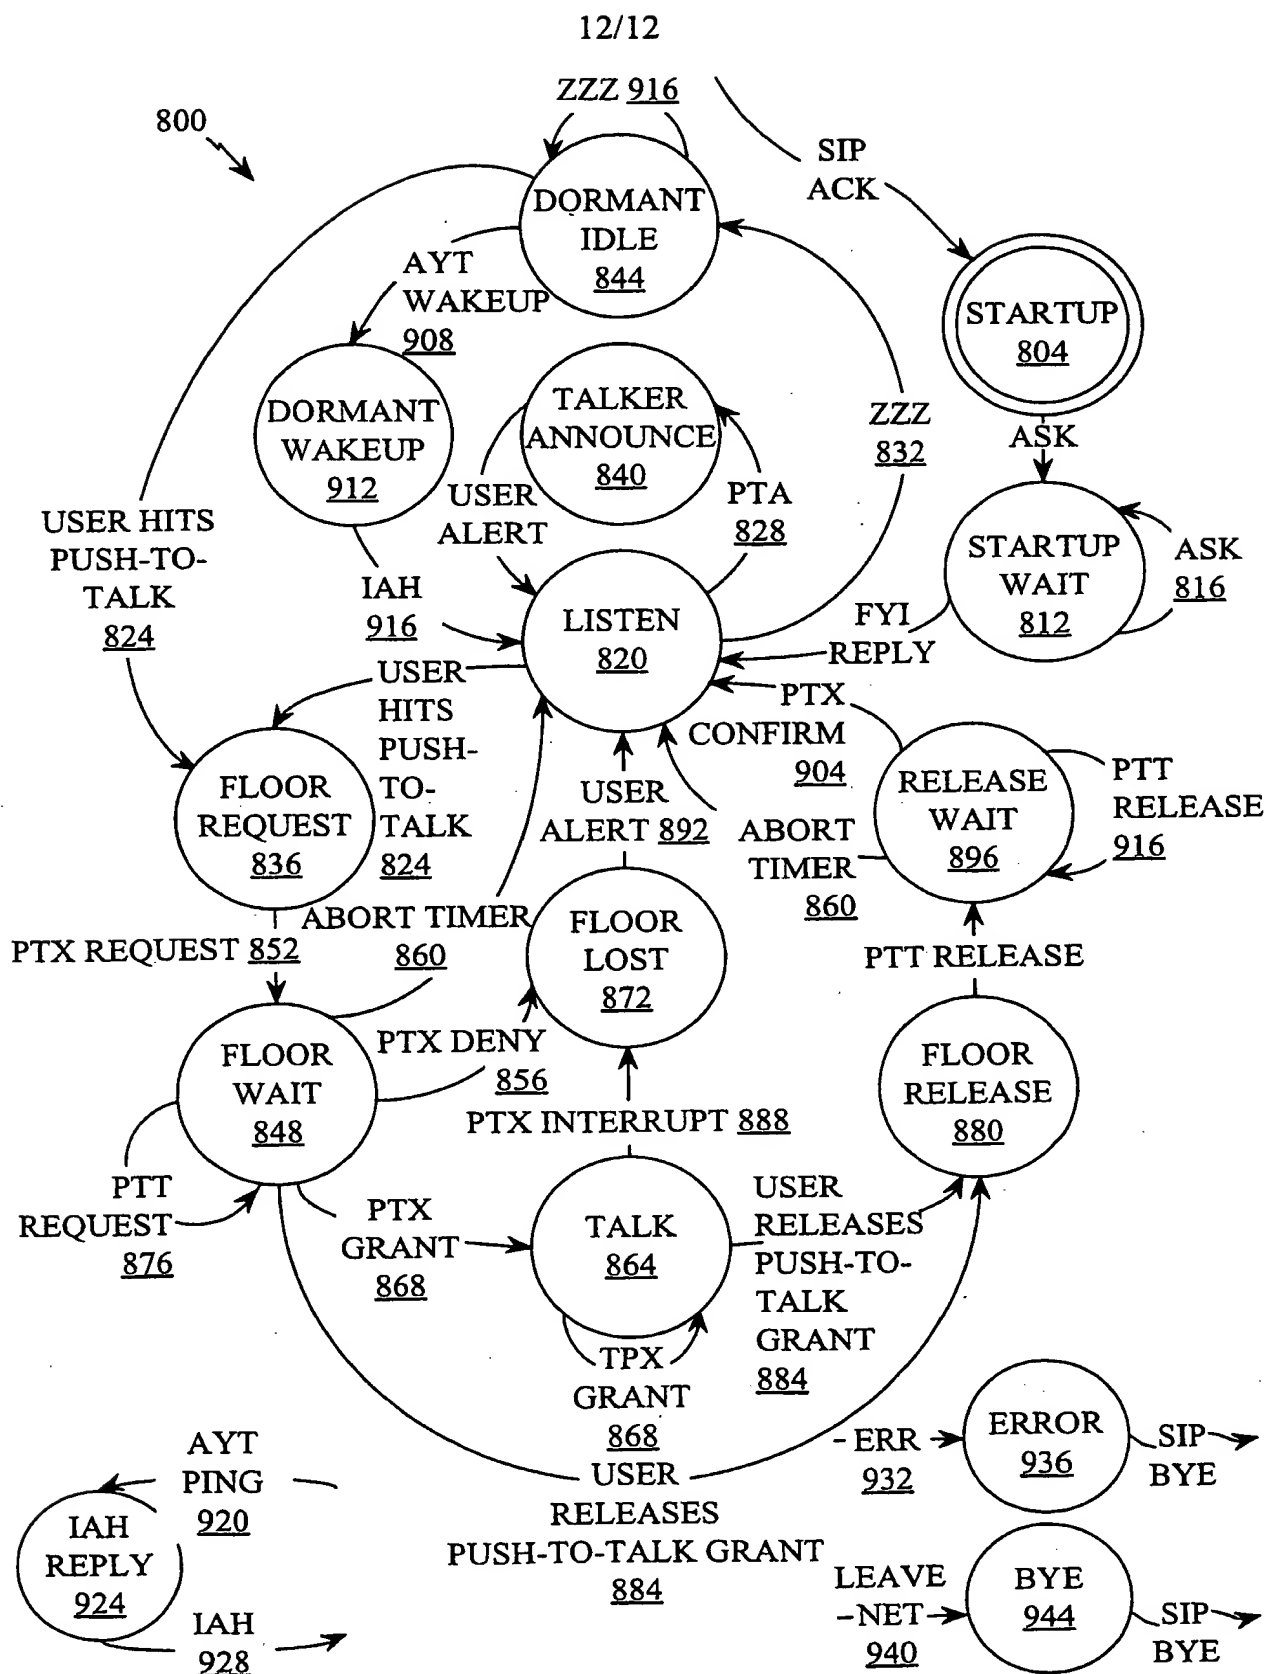 12/12
800
ZZZ 916
SIP
ACK
DORMANT
IDLE
844
AYT
WAKEUP
908
STARTUP
804
ASK
DORMANT
WAKEUP
912
TALKER
ANNOUNCE
840
ZZZ
832
USER
ALERT
PTA
828
USER HITS
PUSH-TO-
TALK
824
STARTUP
WAIT
812
ASK
816
IAH
916
LISTEN
820
FYI
REPLY
USER
HITS
PUSH-
TO-
TALK
824
PTX
CONFIRM
904
FLOOR
REQUEST
836
USER
ALERT 892
ABORT
TIMER
860
RELEASE
WAIT
896
PTT
RELEASE
916
PTX REQUEST 852
ABORT TIMER
860
FLOOR
LOST
872
PTT RELEASE
FLOOR
WAIT
848
PTX DENY
856
FLOOR
RELEASE
880
PTX INTERRUPT 888
PTT
REQUEST
876
PTX
GRANT
868
TALK
864
USER
RELEASES
PUSH-TO-
TALK
GRANT
884
TPX
GRANT
868
USER
RELEASES
PUSH-TO-TALK GRANT
884
AYT
PING
920
IAH
REPLY
924
IAH
928
-ERR
932
ERROR
936
SIP
BYE
LEAVE
-NET
940
BYE
944
SIP
BYE